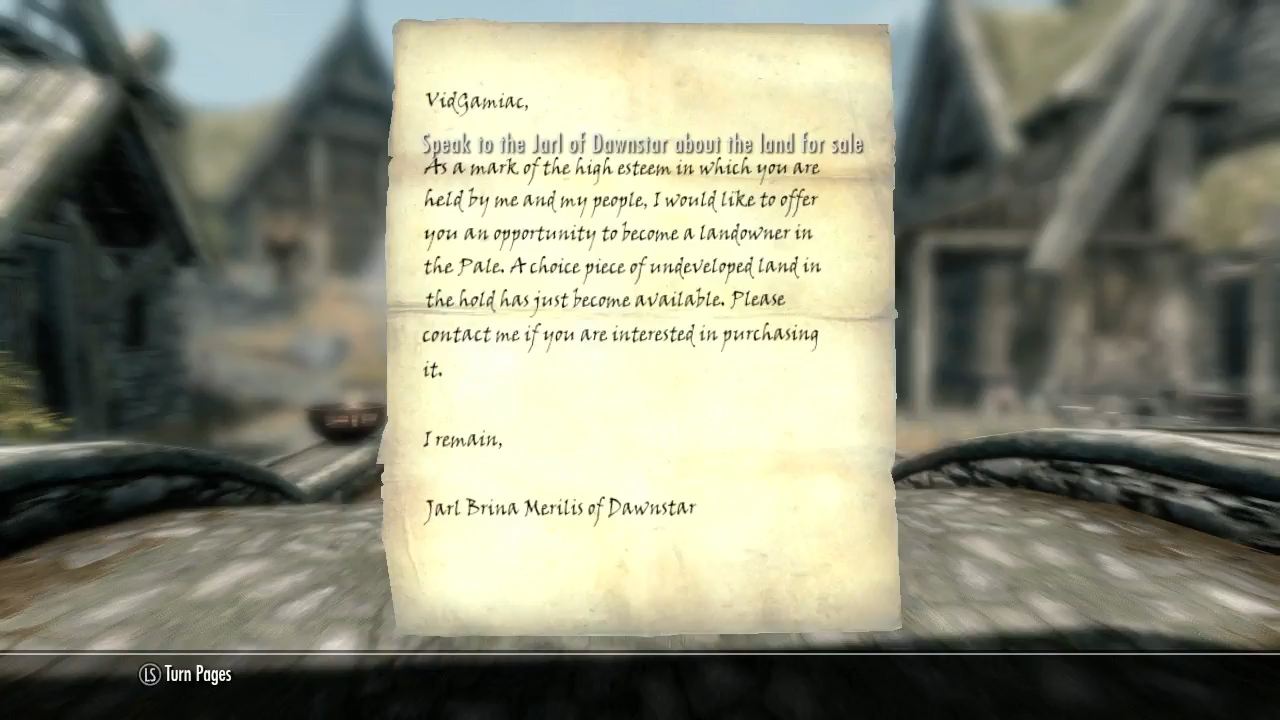 VidGamiac,
Speak to the Jarl of Dawnstar about the land for sale
As a mark of the high esteem in which you are
held by me and my people, I would like to offer
you an opportunity to become a landowner in
the Pale. A choice piece of undeveloped land in
the hold has just become available. Please
contact me if you are interested in purchasing
it.
I remain,
Jarl Brina Merilis of Dawnstar
LS Turn Pages